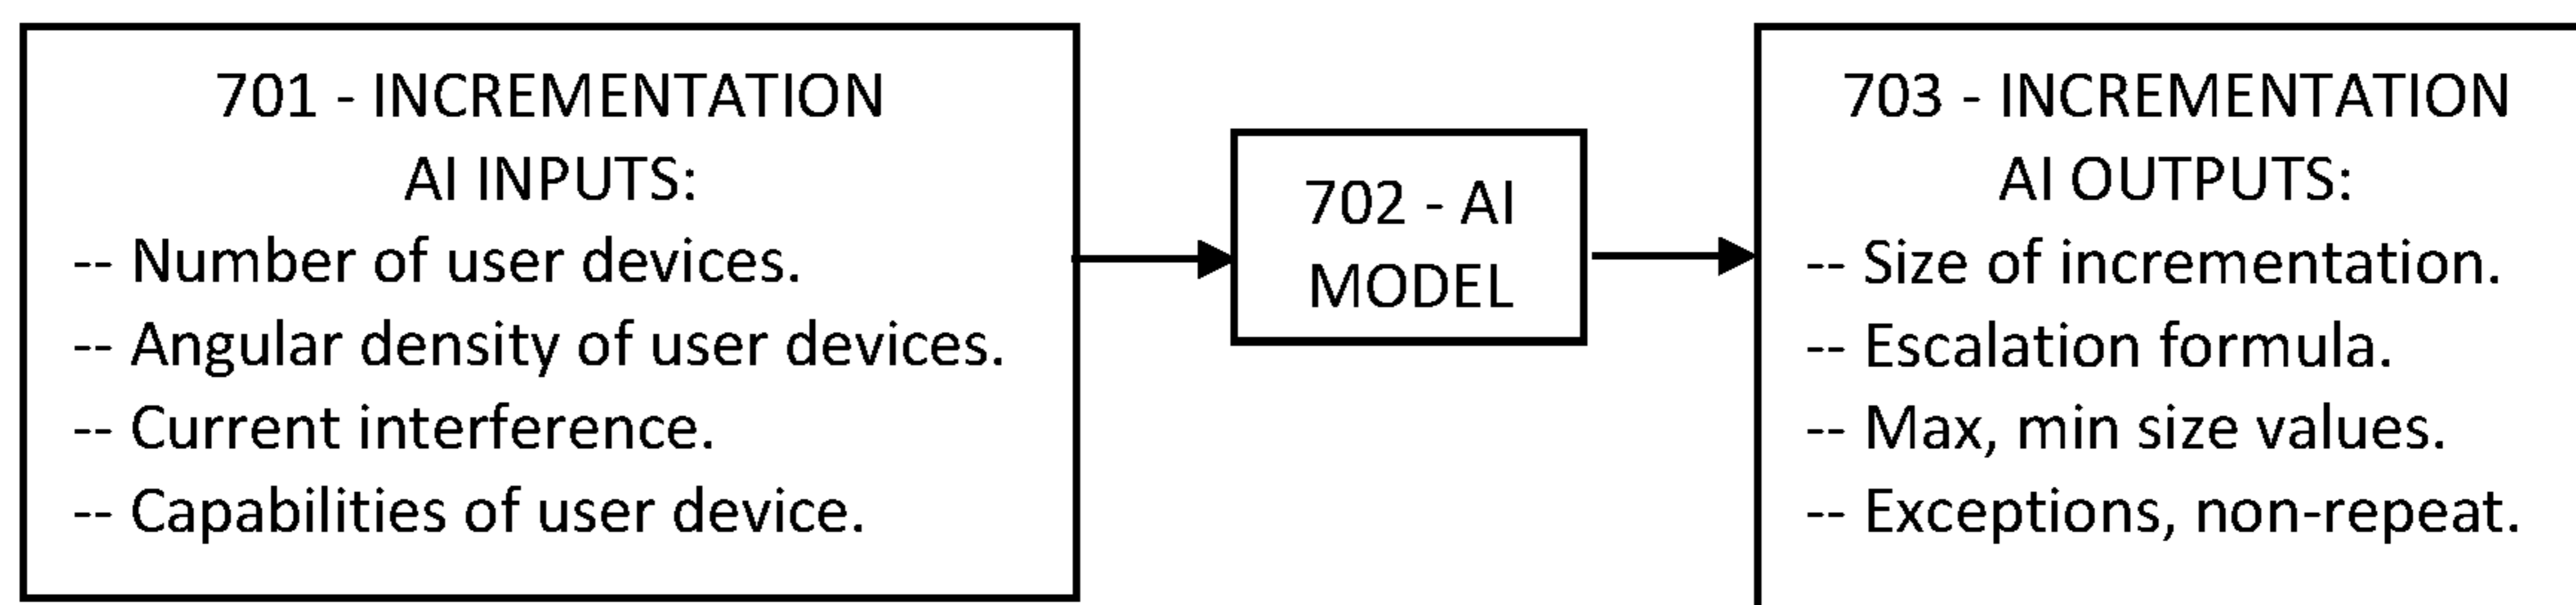 701 - INCREMENTATION
AI INPUTS:
-- Number of user devices.
-- Angular density of user devices.
-- Current interference.
-- Capabilities of user device.
702 - AI
MODEL
703 - INCREMENTATION
AI OUTPUTS:
-- Size of incrementation.
-- Escalation formula.
-- Max, min size values.
-- Exceptions, non-repeat.